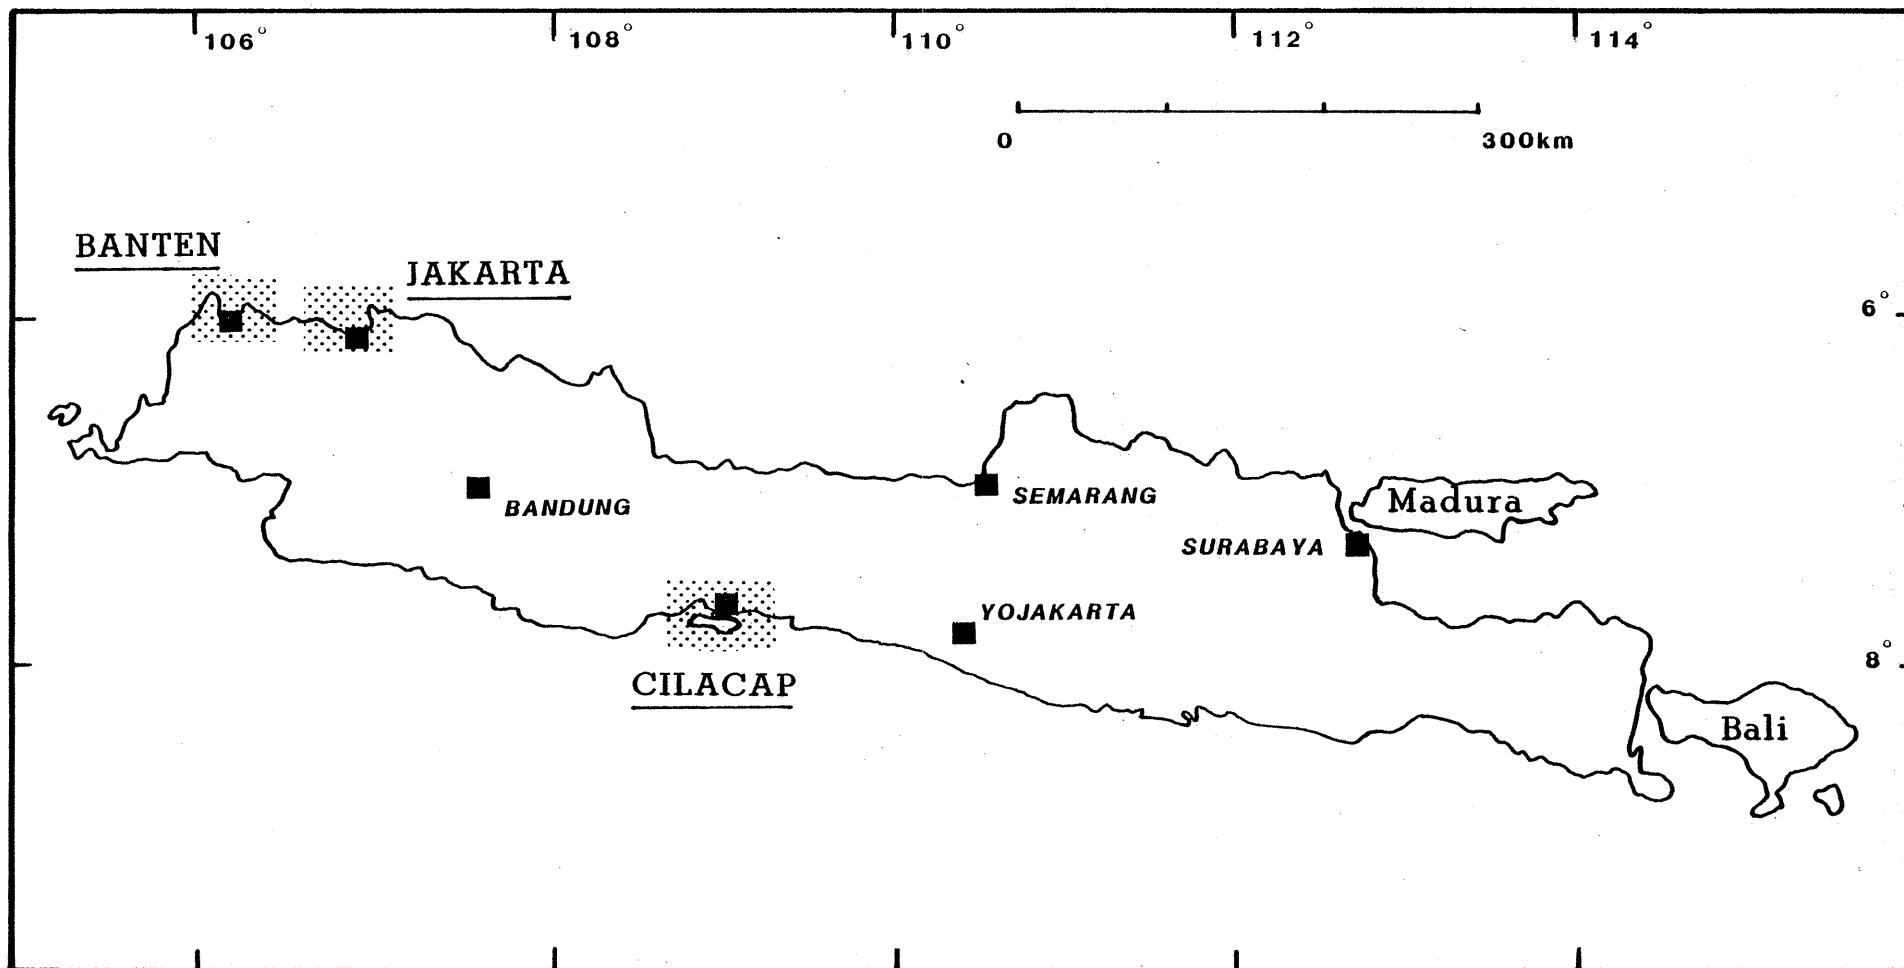 106° 108° 110° 112° 114°
0 300km
BANTEN
JAKARTA
6°
BANDUNG
SEMARANG
Madura
SURABAYA
YOJAKARTA
8°
CILACAP
Bali